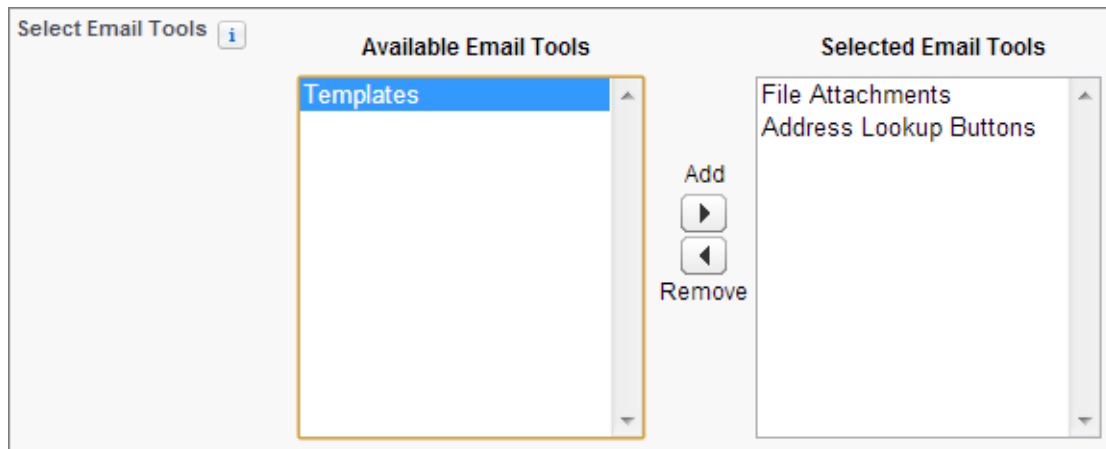 Select Email Tools i
Available Email Tools
Selected Email Tools
Templates
File Attachments
Address Lookup Buttons
Add
Remove